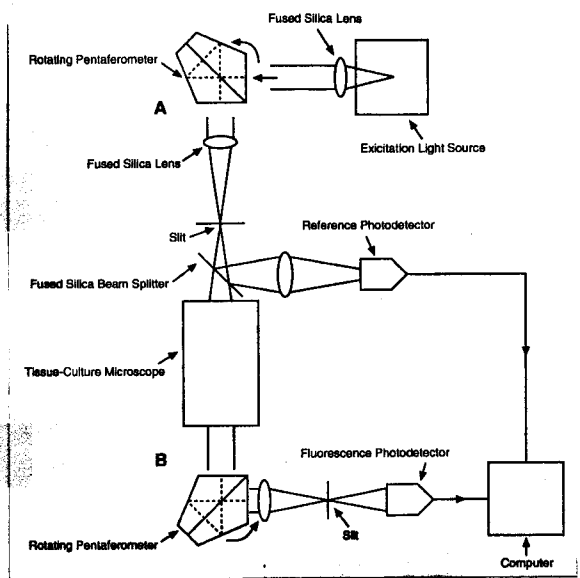 Fused Silica Lens
Rotating Pentaferometer
A
Exicitation Light Source
Fused Silica Lens
Slit
Reference Photodetector
Fused Silica Beam Splitter
Tissue-Culture Microscope
B
Fluorescence Photodetector
Slit
Rotating Pentaferometer
Computer